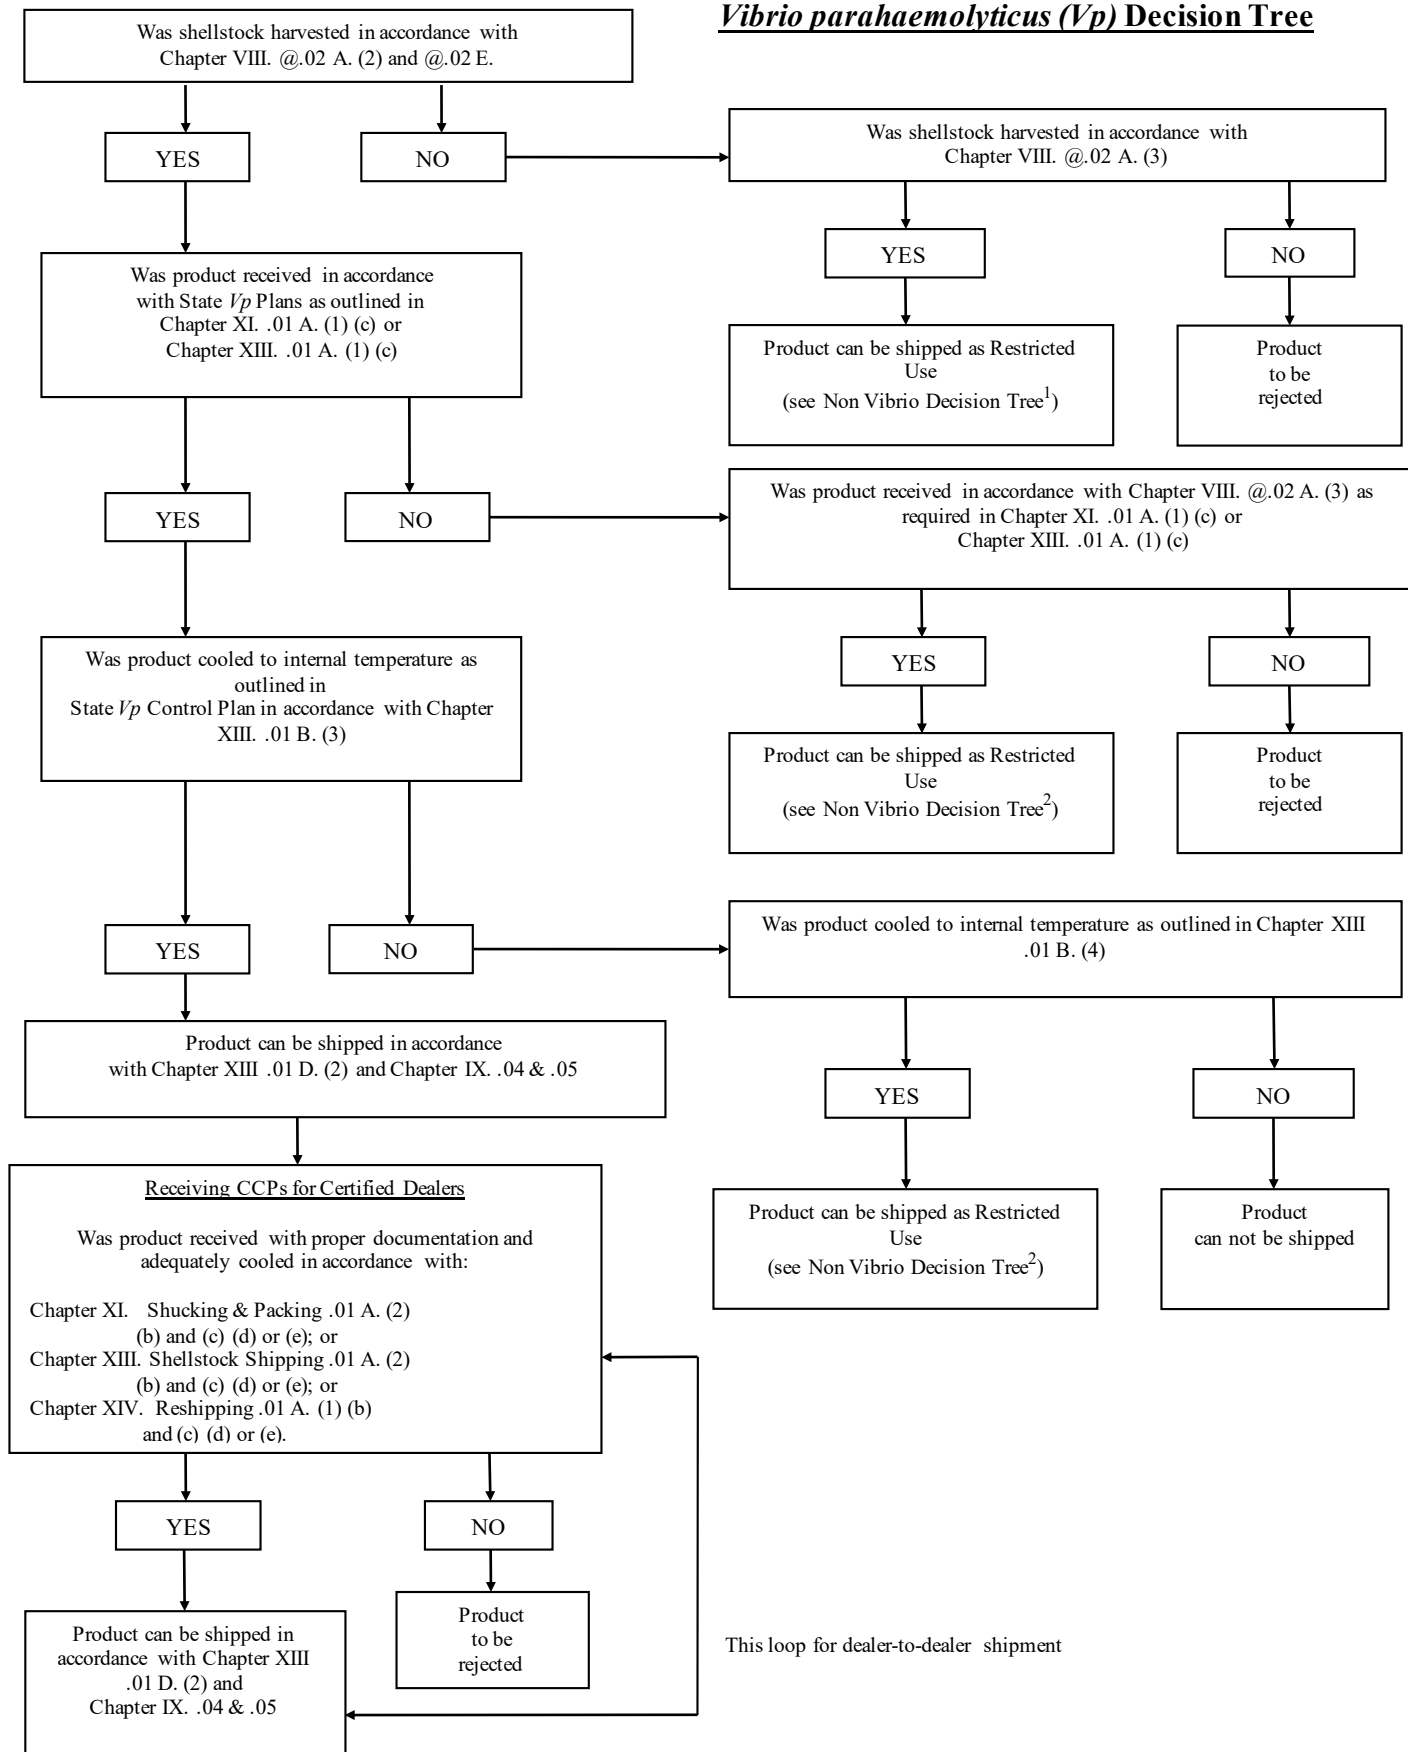 Vibrio parahaemolyticus (Vp) Decision Tree
Was shellstock harvested in accordance with
Chapter VIII. @.02 A. (2) and @.02 E.
YES
NO
Was shellstock harvested in accordance with
Chapter VIII. @.02 A. (3)
YES
NO
Was product received in accordance
with State Vp Plans as outlined in
Chapter XI. .01 A. (1) (c) or
Chapter XIII. .01 A. (1) (c)
Product can be shipped as Restricted
Use
(see Non Vibrio Decision Tree1)
Product
to be
rejected
YES
NO
Was product received in accordance with Chapter VIII. @.02 A. (3) as
required in Chapter XI. .01 A. (1) (c) or
Chapter XIII. .01 A. (1) (c)
YES
NO
Was product cooled to internal temperature as
outlined in
State Vp Control Plan in accordance with Chapter
XIII. .01 B. (3)
Product can be shipped as Restricted
Use
(see Non Vibrio Decision Tree2)
Product
to be
rejected
YES
NO
Was product cooled to internal temperature as outlined in Chapter XIII
.01 B. (4)
YES
NO
Product can be shipped in accordance
with Chapter XIII .01 D. (2) and Chapter IX. .04 & .05
Product can be shipped as Restricted
Use
(see Non Vibrio Decision Tree2)
Product
can not be shipped
Receiving CCPs for Certified Dealers
Was product received with proper documentation and
adequately cooled in accordance with:
Chapter XI. Shucking & Packing .01 A. (2)
(b) and (c) (d) or (e); or
Chapter XIII. Shellstock Shipping .01 A. (2)
(b) and (c) (d) or (e); or
Chapter XIV. Reshipping .01 A. (1) (b)
and (c) (d) or (e).
YES
NO
Product can be shipped in
accordance with Chapter XIII
.01 D. (2) and
Chapter IX. .04 & .05
Product
to be
rejected
This loop for dealer-to-dealer shipment